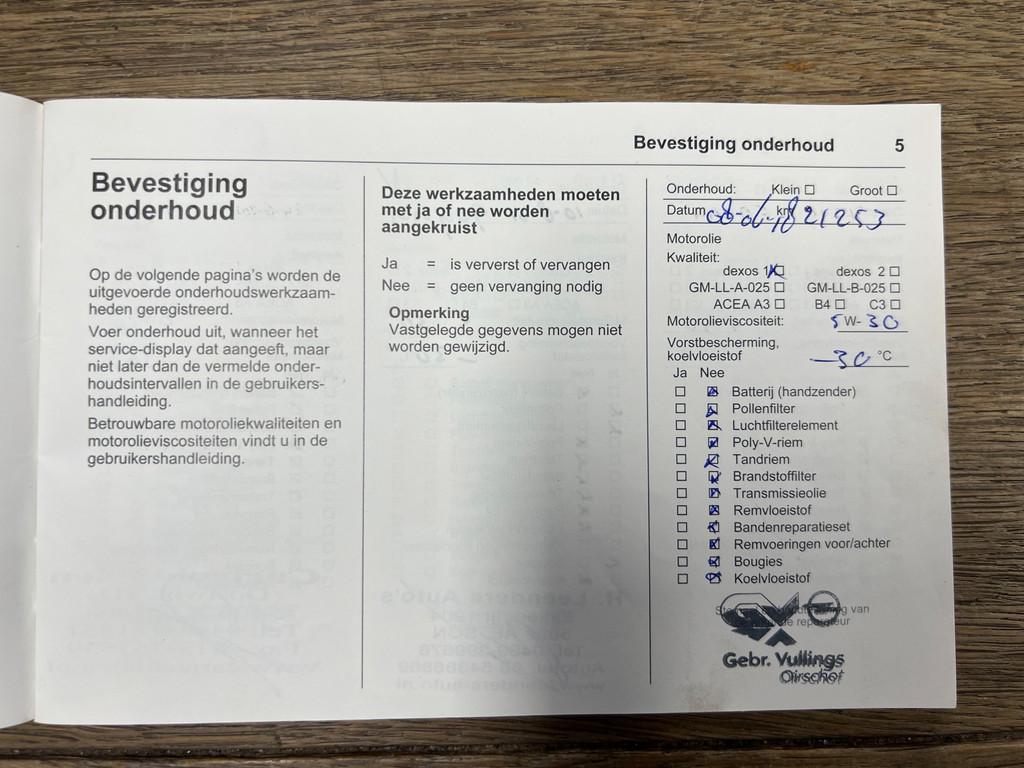 Bevestiging onderhoud 5
Bevestiging
onderhoud
Op de volgende pagina's worden de
uitgevoerde onderhoudswerkzaam-
heden geregistreerd.
Voer onderhoud uit, wanneer het
service-display dat aangeeft, maar
niet later dan de vermelde onder-
houdsintervallen in de gebruikers-
handleiding.
Betrouwbare motoroliekwaliteiten en
motorolieviscositeiten vindt u in de
gebruikershandleiding.
Deze werkzaamheden moeten
met ja of nee worden
aangekruist
Ja = is ververst of vervangen
Nee = geen vervanging nodig
Opmerking
Vastgelegde gegevens mogen niet
worden gewijzigd.
Onderhoud: Klein ☐ Groot ☐
Datum 08-06-18 km 21253
Motorolie
Kwaliteit:
dexos 1 ☒ dexos 2 ☐
GM-LL-A-025 ☐ GM-LL-B-025 ☐
ACEA A3 ☐ B4 ☐ C3 ☐
Motorolieviscositeit: 5W-30
Vorstbescherming,
koelvloeistof -30 °C
Ja Nee
☐ ☒ Batterij (handzender)
☐ ☒ Pollenfilter
☐ ☒ Luchtfilterelement
☐ ☒ Poly-V-riem
☐ ☒ Tandriem
☐ ☒ Brandstoffilter
☐ ☒ Transmissieolie
☐ ☒ Remvloeistof
☐ ☒ Bandenreparatieset
☐ ☒ Remvoeringen voor/achter
☐ ☒ Bougies
☐ ☒ Koelvloeistof
van
reparateur
Gebr. Vullings
Oirschot